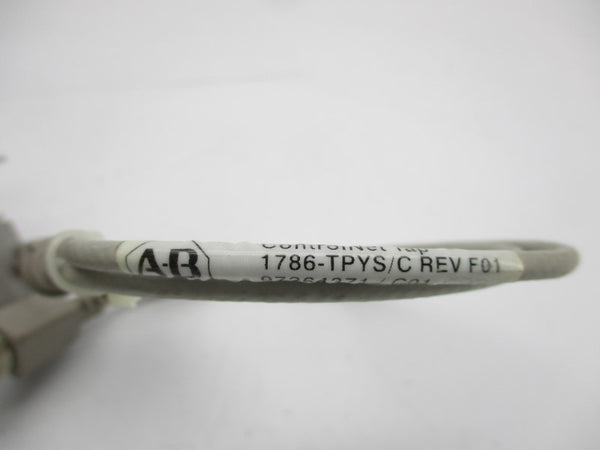 A-B
ControlNet Tap
1786-TPYS/C REV F01